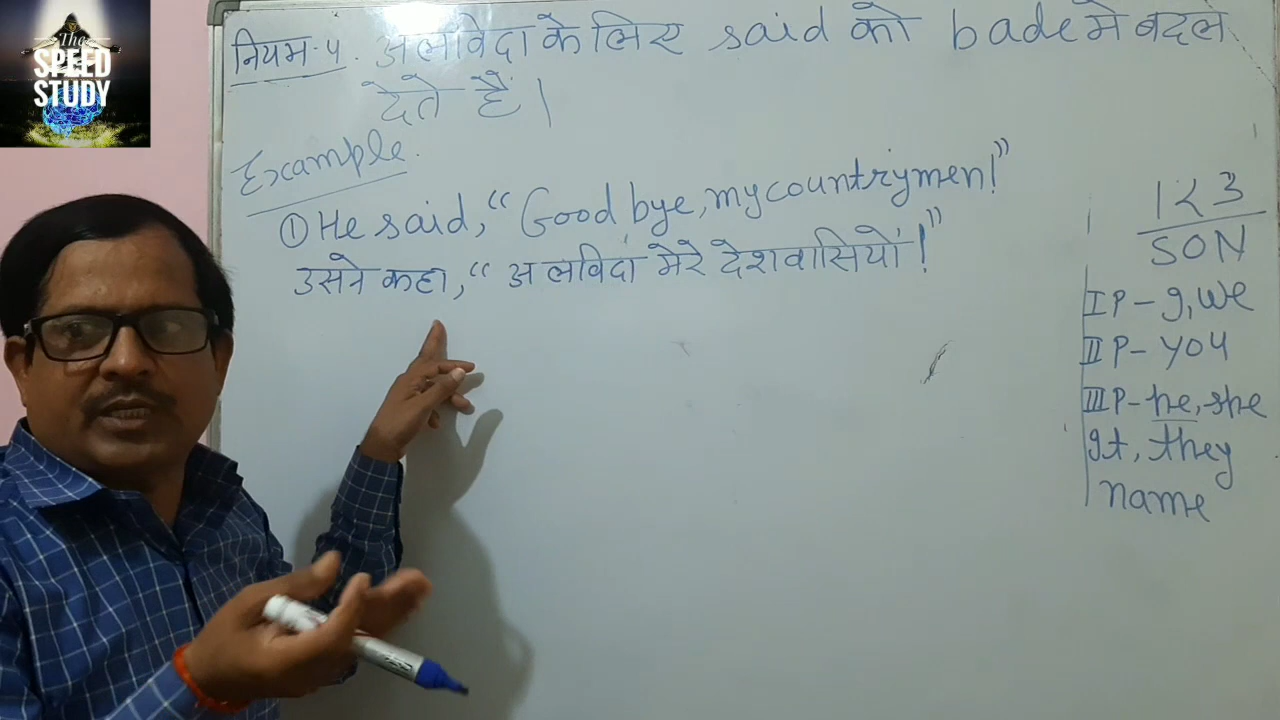 The
SPEED
STUDY
नियम-५. अलविदा के लिए said को bade मे बदल
देते हैं।
Example.
① He said, “Good bye, my countrymen!”
उसने कहा, “अलविदा मेरे देशवासियों!”
1 2 3
SON
I P - I, we
II P - you
III P - he, she
It, they
name